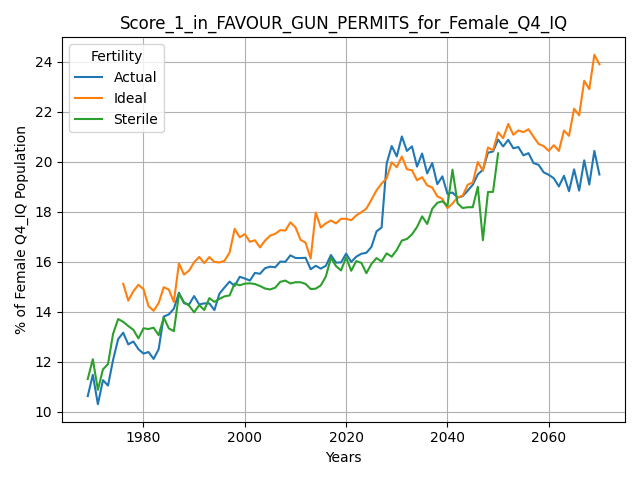 Score_1_in_FAVOUR_GUN_PERMITS_for_Female_Q4_IQ
Fertility
Actual
Ideal
Sterile
% of Female Q4_IQ Population
24
22
20
18
16
14
12
10
1980 2000 2020 2040 2060
Years